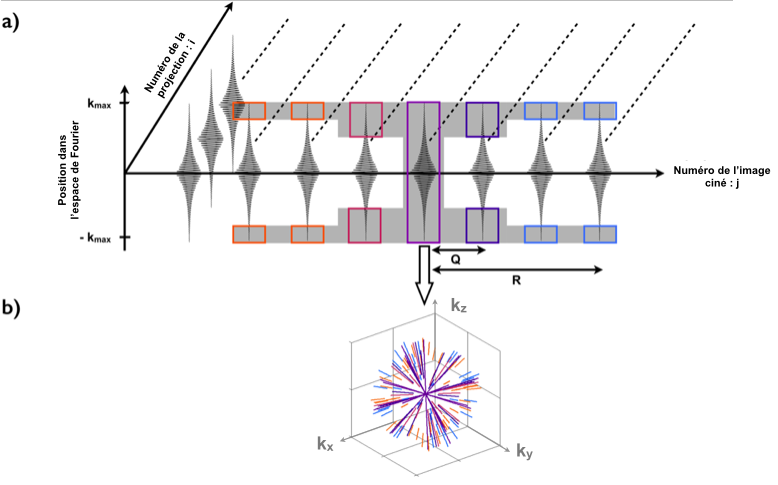 a)
Numéro de la
projection : i
kmax
Position dans
l'espace de Fourier
Numéro de l'image
ciné : j
- kmax
Q
R
b)
kz
kx
ky